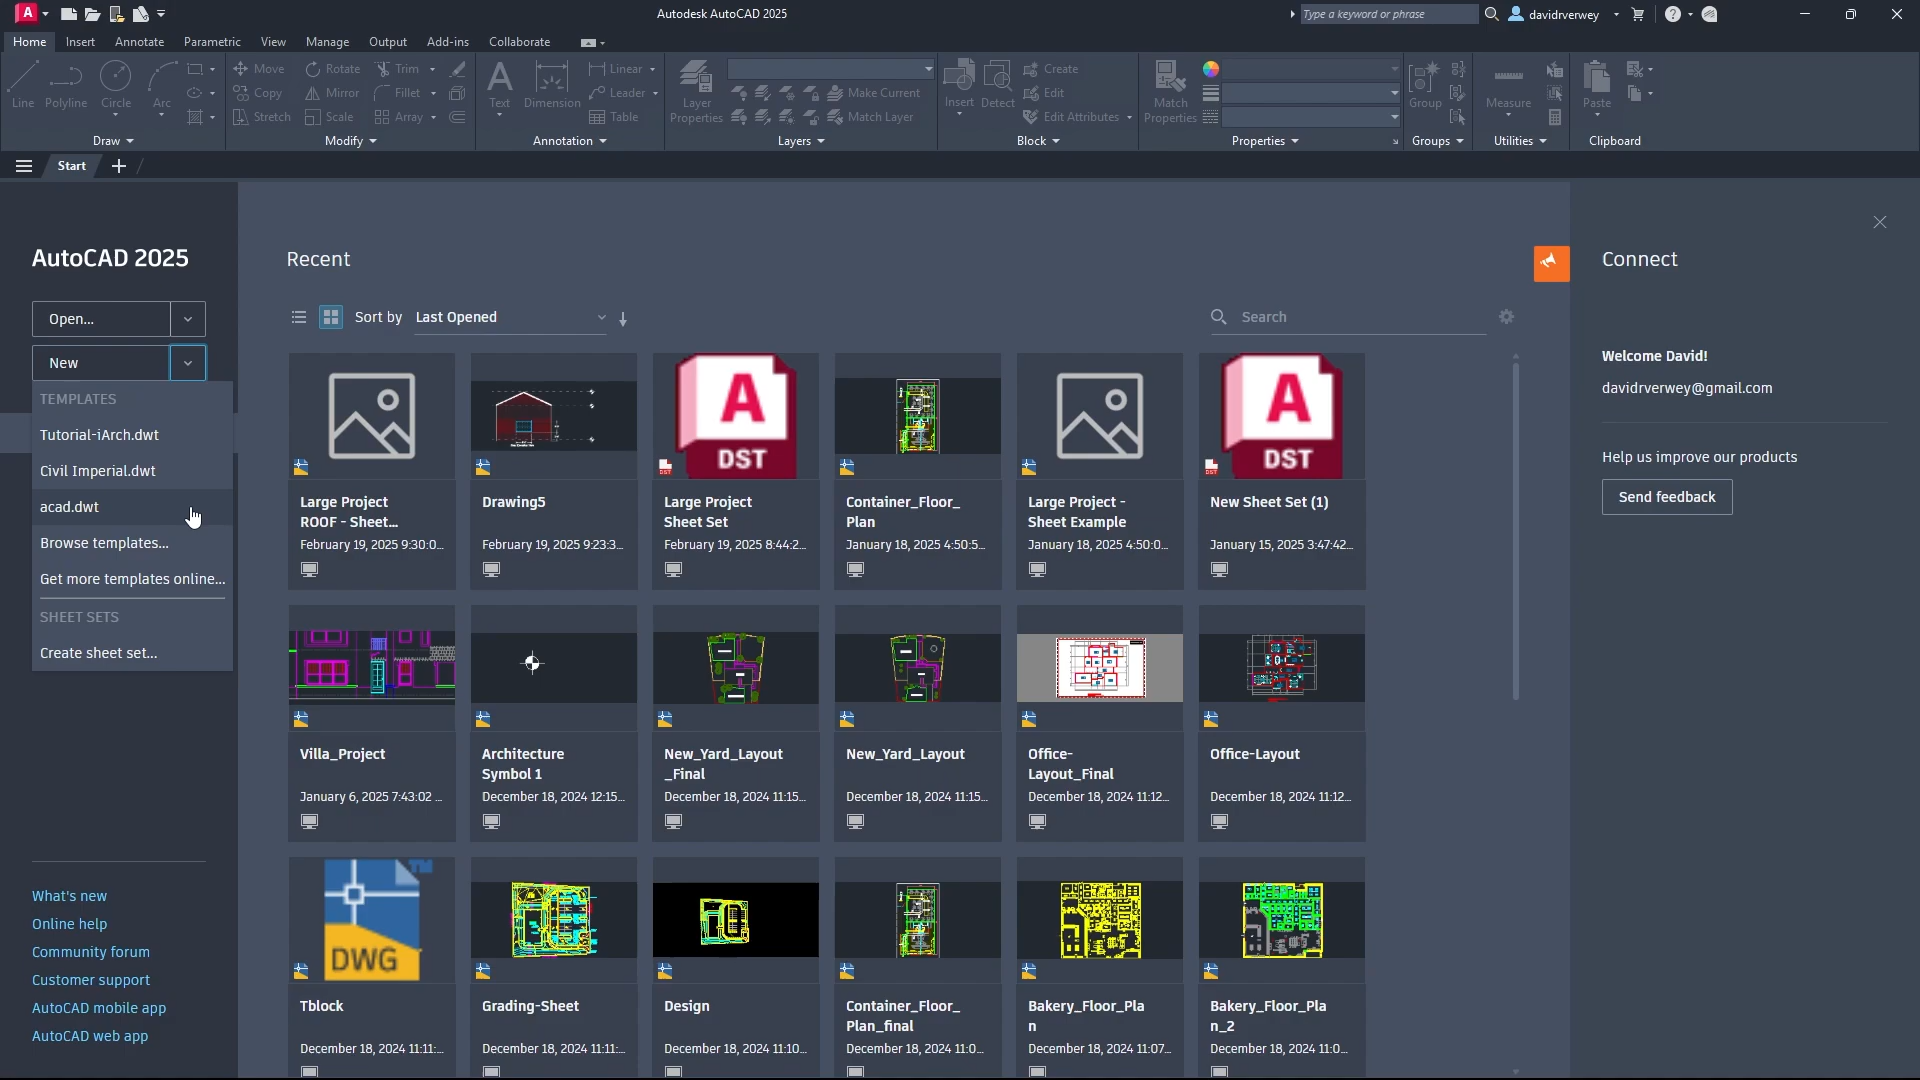 A
Autodesk AutoCAD 2025
Type a keyword or phrase
davidrverwey
Home Insert Annotate Parametric View Manage Output Add-ins Collaborate
Line Polyline Circle Arc
Draw
Move Rotate Trim
Copy Mirror Fillet
Stretch Scale Array
Modify
Text Dimension
Linear
Leader
Table
Annotation
Layer
Properties
Make Current
Match Layer
Layers
Insert Detect
Create
Edit
Edit Attributes
Block
Match
Properties
Properties
Group
Groups
Measure
Utilities
Paste
Clipboard
Start
AutoCAD 2025
Open...
New
TEMPLATES
Tutorial-iArch.dwt
Civil Imperial.dwt
acad.dwt
Browse templates...
Get more templates online...
SHEET SETS
Create sheet set...
What's new
Online help
Community forum
Customer support
AutoCAD mobile app
AutoCAD web app
Recent
Sort by Last Opened
Search
Large Project
ROOF - Sheet...
February 19, 2025 9:30:0...
Drawing5
February 19, 2025 9:23:3...
A
DST
DST
Large Project
Sheet Set
February 19, 2025 8:44:2...
Container_Floor_
Plan
January 18, 2025 4:50:5...
Large Project -
Sheet Example
January 18, 2025 4:50:0...
A
DST
DST
New Sheet Set (1)
January 15, 2025 3:47:42...
Villa_Project
January 6, 2025 7:43:02 ...
Architecture
Symbol 1
December 18, 2024 12:15...
New_Yard_Layout
_Final
December 18, 2024 11:15...
New_Yard_Layout
December 18, 2024 11:15...
Office-
Layout_Final
December 18, 2024 11:12...
Office-Layout
December 18, 2024 11:12...
TM
DWG
Tblock
December 18, 2024 11:11:...
Grading-Sheet
December 18, 2024 11:11:...
Design
December 18, 2024 11:10...
Container_Floor_
Plan_final
December 18, 2024 11:0...
Bakery_Floor_Pla
n
December 18, 2024 11:07...
Bakery_Floor_Pla
n_2
December 18, 2024 11:0...
Connect
Welcome David!
davidrverwey@gmail.com
Help us improve our products
Send feedback